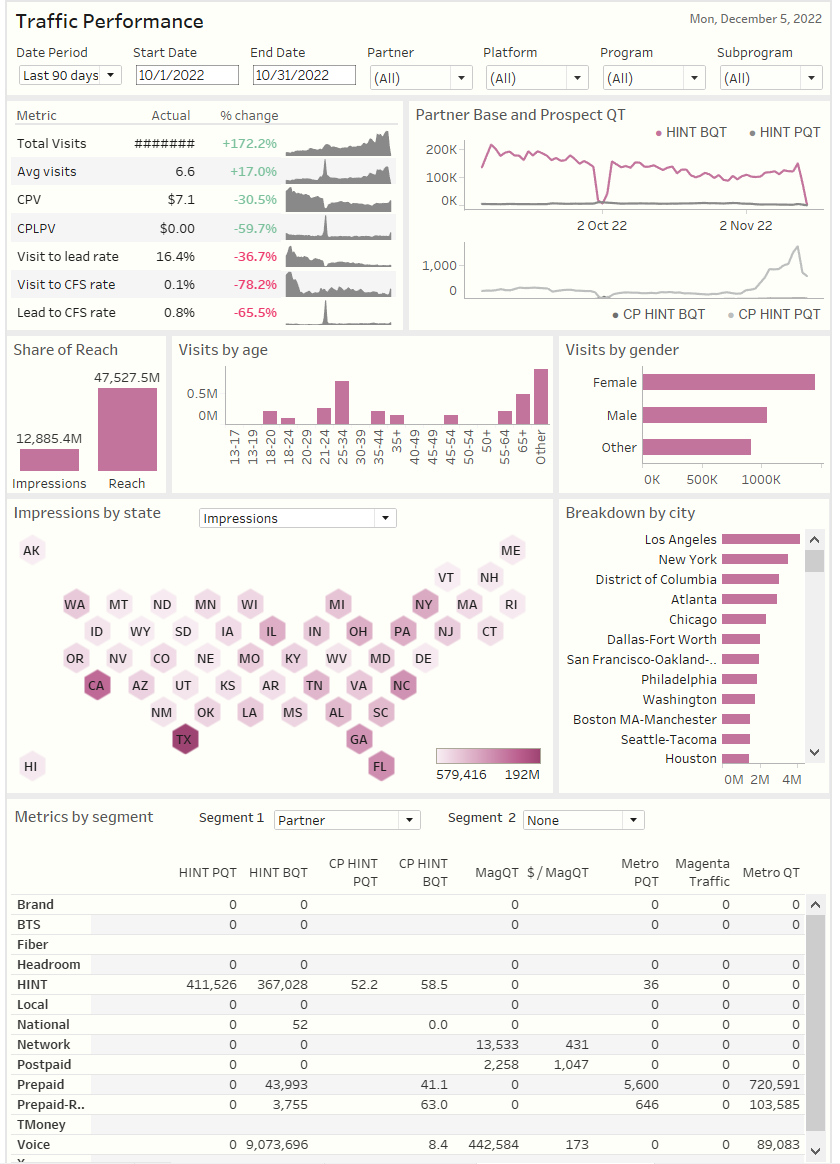 Traffic Performance
Mon, December 5, 2022
Date Period Start Date End Date Partner Platform Program Subprogram
Last 90 days 10/1/2022 10/31/2022 (All) (All) (All) (All)
Metric Actual % change
Total Visits ####### +172.2%
Avg visits 6.6 +17.0%
CPV $7.1 -30.5%
CPLPV $0.00 -59.7%
Visit to lead rate 16.4% -36.7%
Visit to CFS rate 0.1% -78.2%
Lead to CFS rate 0.8% -65.5%
Partner Base and Prospect QT
HINT BQT HINT PQT
200K
100K
0K
2 Oct 22 2 Nov 22
1,000
0
CP HINT BQT CP HINT PQT
Share of Reach
47,527.5M
12,885.4M
Impressions Reach
Visits by age
0.5M
0M
13-17 13-19 18-20 18-24 20-29 21-24 25-34 30-39 35-44 35+ 40-49 45-49 45-54 50-54 50+ 55-64 65+ Other
Visits by gender
Female
Male
Other
0K 500K 1000K
Impressions by state Impressions
AK ME
VT NH
WA MT ND MN WI MI NY MA RI
ID WY SD IA IL IN OH PA NJ CT
OR NV CO NE MO KY WV MD DE
CA AZ UT KS AR TN VA NC
NM OK LA MS AL SC
TX GA
HI FL
579,416 192M
Breakdown by city
Los Angeles
New York
District of Columbia
Atlanta
Chicago
Dallas-Fort Worth
San Francisco-Oakland-..
Philadelphia
Washington
Boston MA-Manchester
Seattle-Tacoma
Houston
0M 2M 4M
Metrics by segment Segment 1 Partner Segment 2 None
HINT PQT HINT BQT CP HINT PQT CP HINT BQT MagQT $ / MagQT Metro PQT Magenta Traffic Metro QT
Brand 0 0 0 0 0 0
BTS 0 0 0 0 0 0
Fiber
Headroom 0 0 0 0 0 0
HINT 411,526 367,028 52.2 58.5 0 36 0 0
Local 0 0 0 0 0 0
National 0 52 0.0 0 0 0 0
Network 0 0 13,533 431 0 0 0
Postpaid 0 0 2,258 1,047 0 0 0
Prepaid 0 43,993 41.1 0 5,600 0 720,591
Prepaid-R.. 0 3,755 63.0 0 646 0 103,585
TMoney
Voice 0 9,073,696 8.4 442,584 173 0 0 89,083